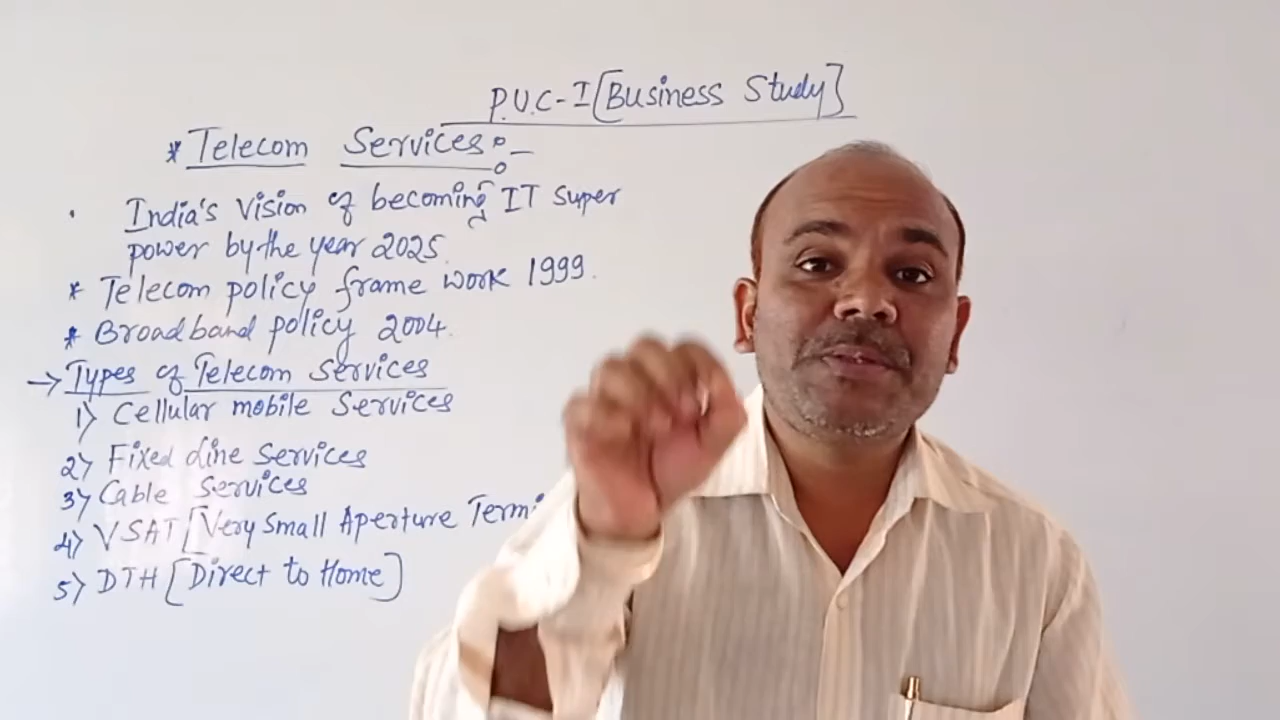 P.U.C-I [Business Study]
* Telecom Services:-
. India's vision of becoming IT super
power by the year 2025.
* Telecom policy frame work 1999.
* Broadband policy 2004.
→ Types of Telecom Services
1) Cellular mobile Services
2) Fixed Line Services
3) Cable Services
4) VSAT [Very Small Aperture
5) DTH [Direct to Home]